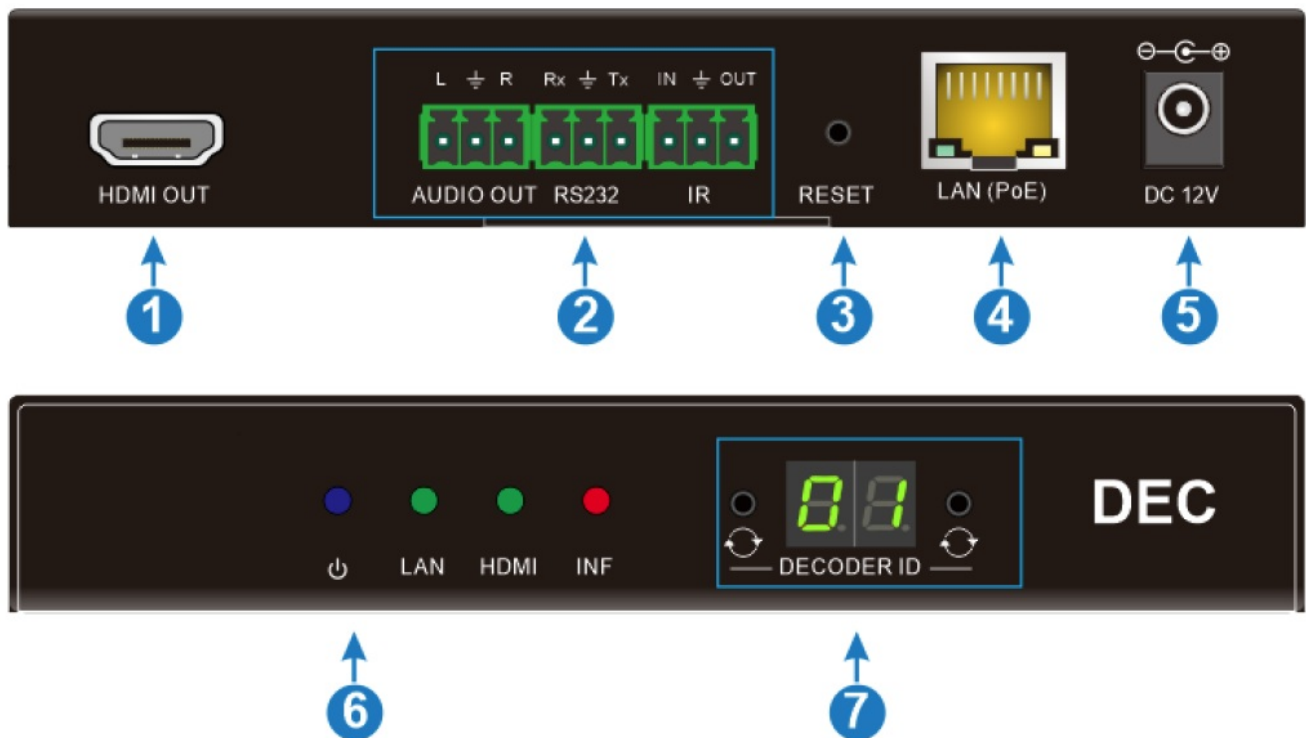 L ⏚ R Rx ⏚ Tx IN ⏚ OUT
HDMI OUT AUDIO OUT RS232 IR RESET LAN (PoE) DC 12V
1 2 3 4 5
01
DEC
LAN HDMI INF DECODER ID
6 7